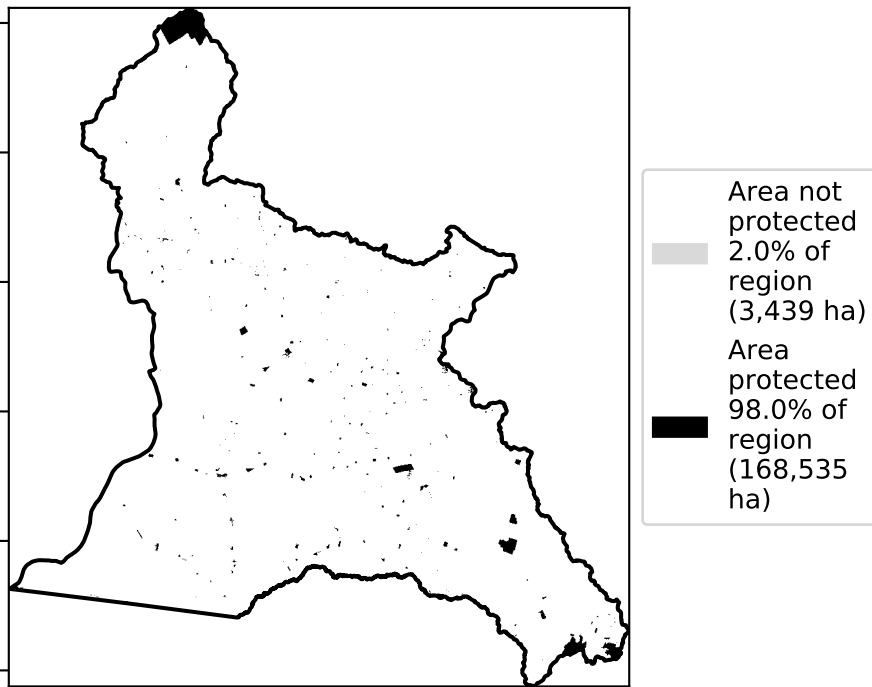 Area not
protected
2.0% of
region
(3,439 ha)
Area
protected
98.0% of
region
(168,535
ha)